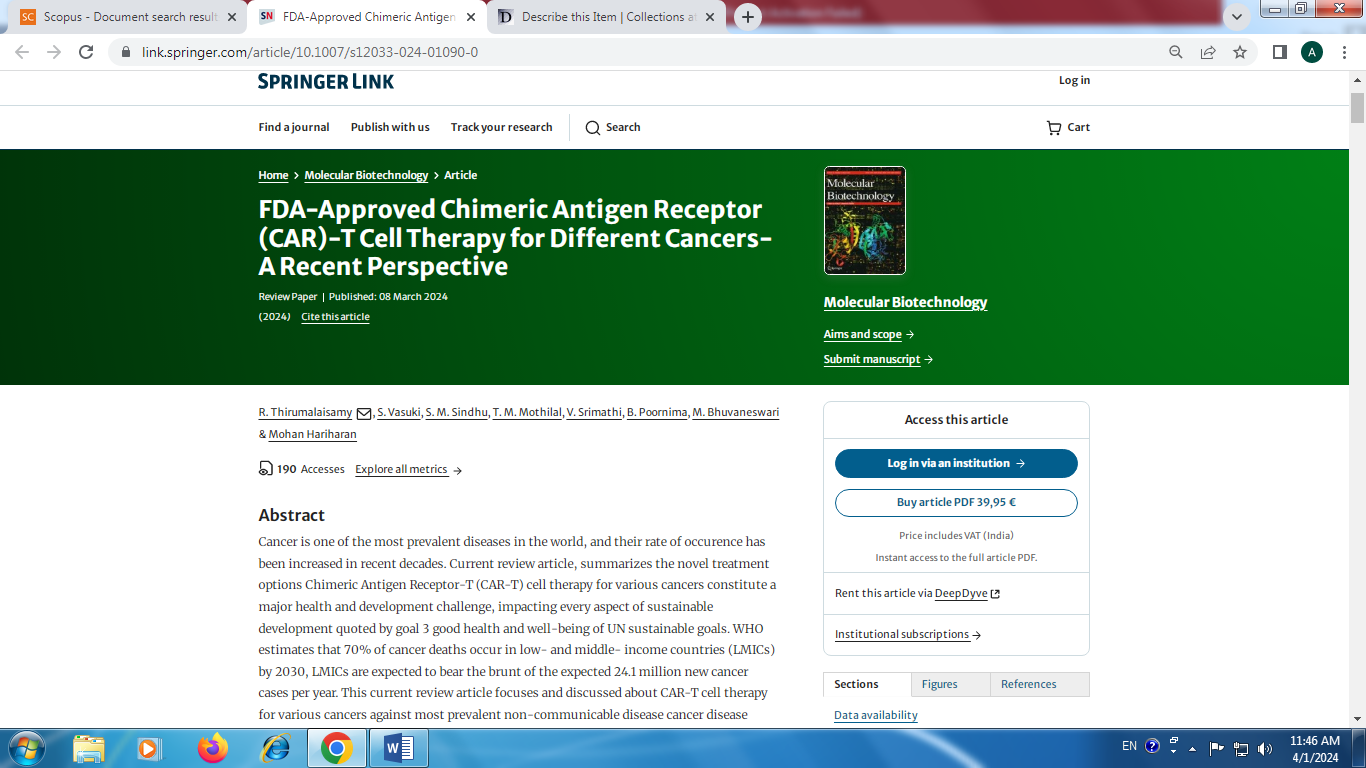 Scopus - Document search result
FDA-Approved Chimeric Antigen
Describe this Item | Collections a
link.springer.com/article/10.1007/s12033-024-01090-0
A
SPRINGER LINK
Log in
Find a journal
Publish with us
Track your research
Search
Cart
Home > Molecular Biotechnology > Article
FDA-Approved Chimeric Antigen Receptor
(CAR)-T Cell Therapy for Different Cancers-
A Recent Perspective
Review Paper | Published: 08 March 2024
(2024) Cite this article
Molecular
Biotechnology
Molecular Biotechnology
Aims and scope →
Submit manuscript →
R. Thirumalaisamy, S. Vasuki, S. M. Sindhu, T. M. Mothilal, V. Srimathi, B. Poornima, M. Bhuvaneswari
& Mohan Hariharan
190 Accesses Explore all metrics →
Abstract
Cancer is one of the most prevalent diseases in the world, and their rate of occurence has
been increased in recent decades. Current review article, summarizes the novel treatment
options Chimeric Antigen Receptor-T (CAR-T) cell therapy for various cancers constitute a
major health and development challenge, impacting every aspect of sustainable
development quoted by goal 3 good health and well-being of UN sustainable goals. WHO
estimates that 70% of cancer deaths occur in low- and middle- income countries (LMICs)
by 2030, LMICs are expected to bear the brunt of the expected 24.1 million new cancer
cases per year. This current review article focuses and discussed about CAR-T cell therapy
for various cancers against most prevalent non-communicable disease cancer disease
Access this article
Log in via an institution →
Buy article PDF 39,95 €
Price includes VAT (India)
Instant access to the full article PDF.
Rent this article via DeepDyve
Institutional subscriptions →
Sections
Figures
References
Data availability
EN
11:46 AM
4/1/2024